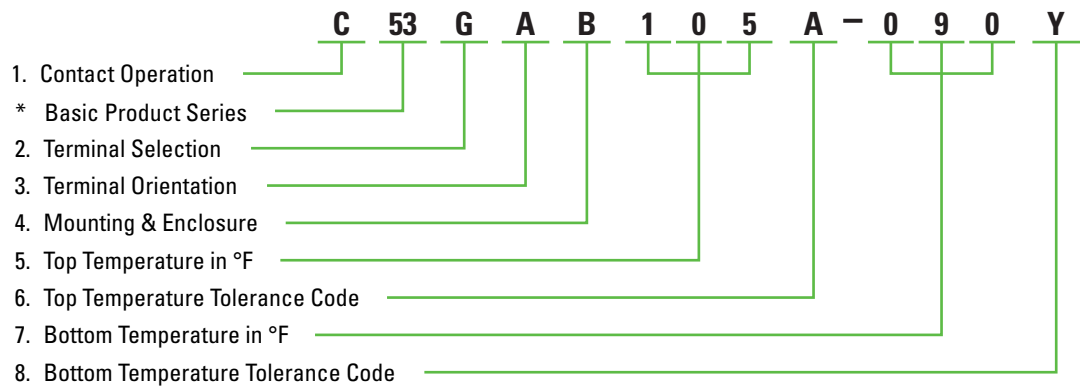 C 53 G A B 1 0 5 A – 0 9 0 Y
1. Contact Operation
* Basic Product Series
2. Terminal Selection
3. Terminal Orientation
4. Mounting & Enclosure
5. Top Temperature in °F
6. Top Temperature Tolerance Code
7. Bottom Temperature in °F
8. Bottom Temperature Tolerance Code